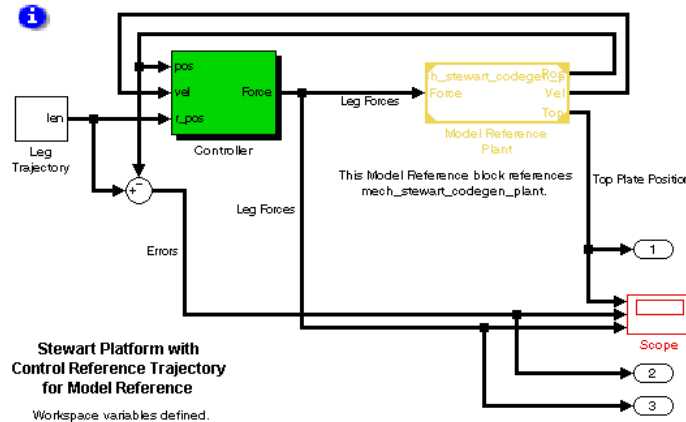 i
pos
vel
r_pos
Force
Controller
len
Leg
Trajectory
Leg Forces
h_stewart_codegen_p
Pos
Force
Vel
Top
Model Reference
Plant
This Model Reference block references
mech_stewart_codegen_plant.
Top Plate Position
Leg Forces
Errors
1
Scope
2
3
Stewart Platform with
Control Reference Trajectory
for Model Reference
Workspace variables defined.